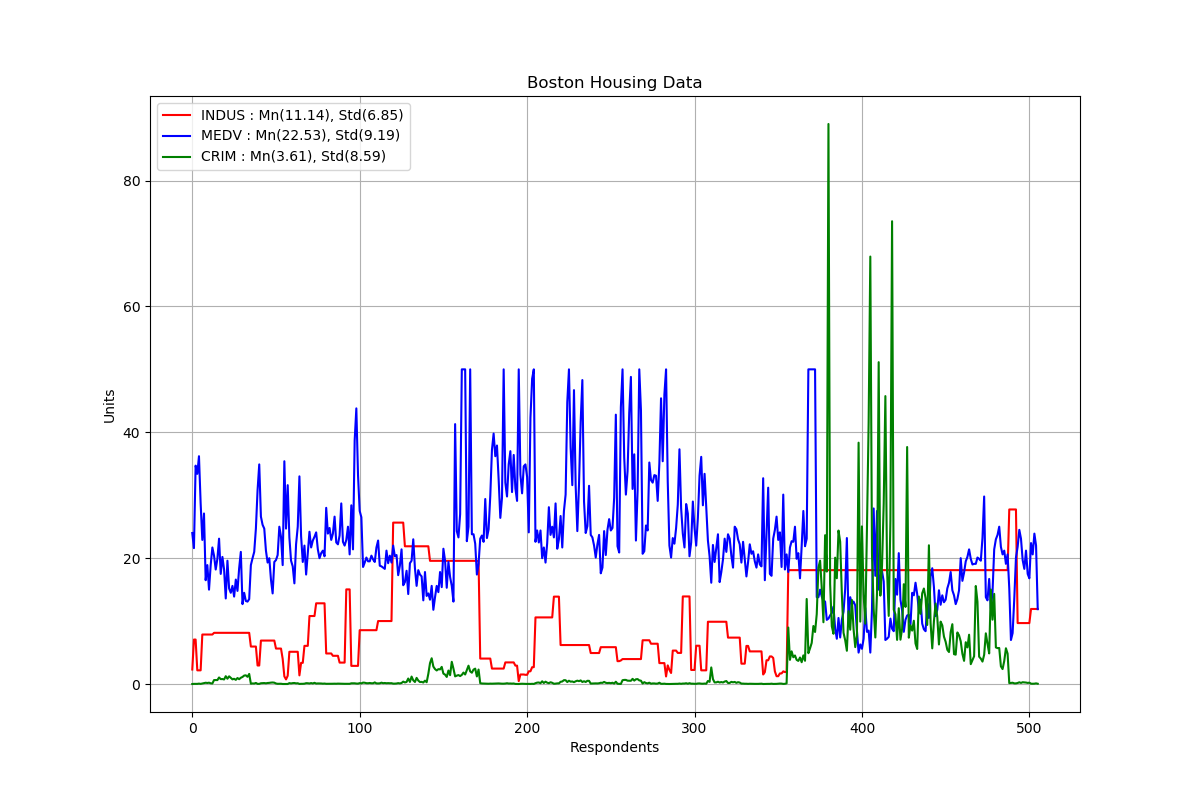 Boston Housing Data
INDUS : Mn(11.14), Std(6.85)
MEDV : Mn(22.53), Std(9.19)
CRIM : Mn(3.61), Std(8.59)
80
60
40
20
0
Units
0 100 200 300 400 500
Respondents